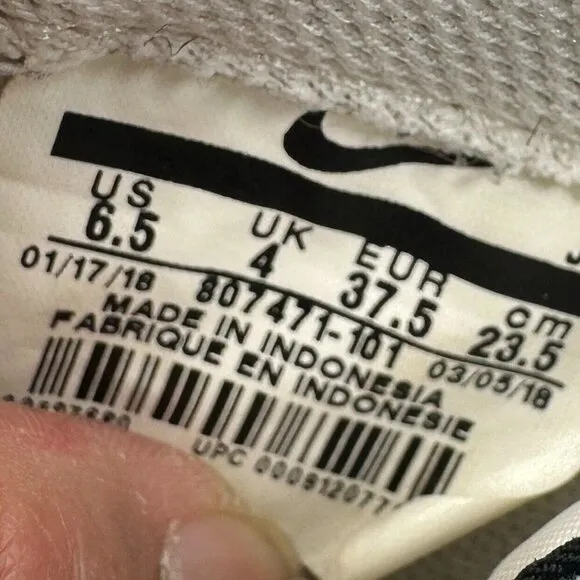 US UK EUR cm
6.5 4 37.5 23.5
01/17/18 807471-101 03/05/18
MADE IN INDONESIA
FABRIQUE EN INDONESIE
UPC 00091207